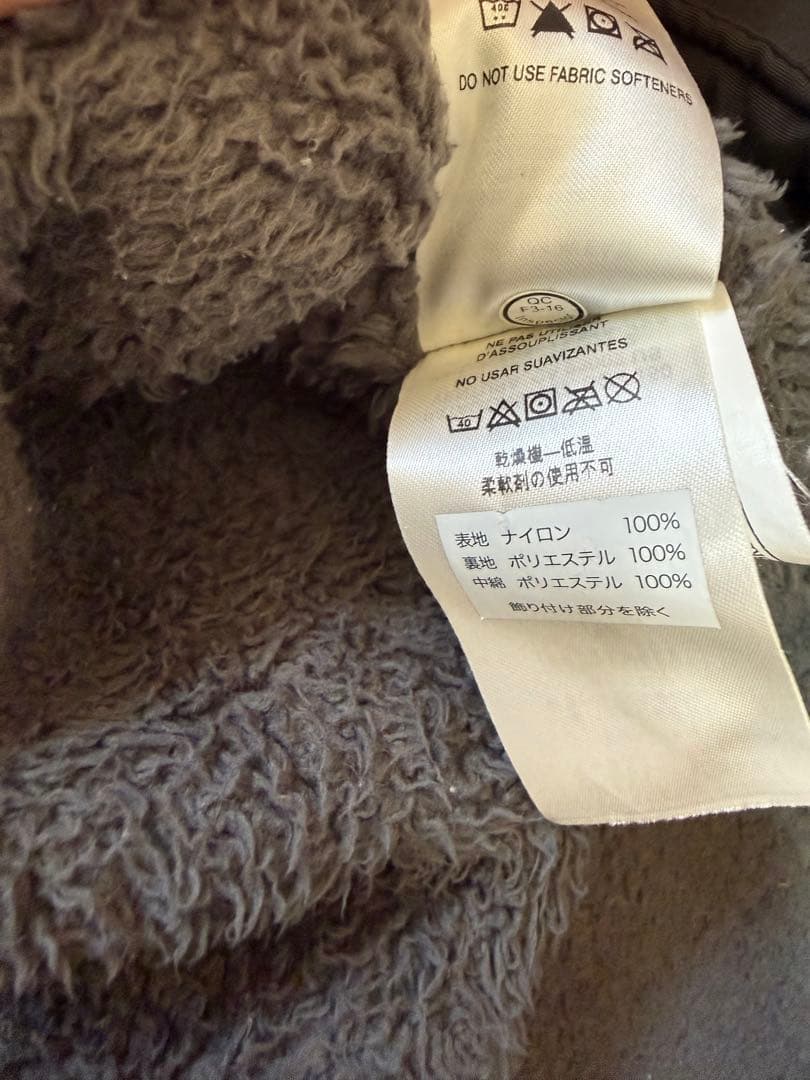 40£
DO NOT USE FABRIC SOFTENERS
QC
F3-16
NE PAS UTILISER
D'ASSOUPLISSANT
NO USAR SUAVIZANTES
40
乾燥機—低温
柔軟剤の使用不可
表地 ナイロン 100%
裏地 ポリエステル 100%
中綿 ポリエステル 100%
飾り付け部分を除く